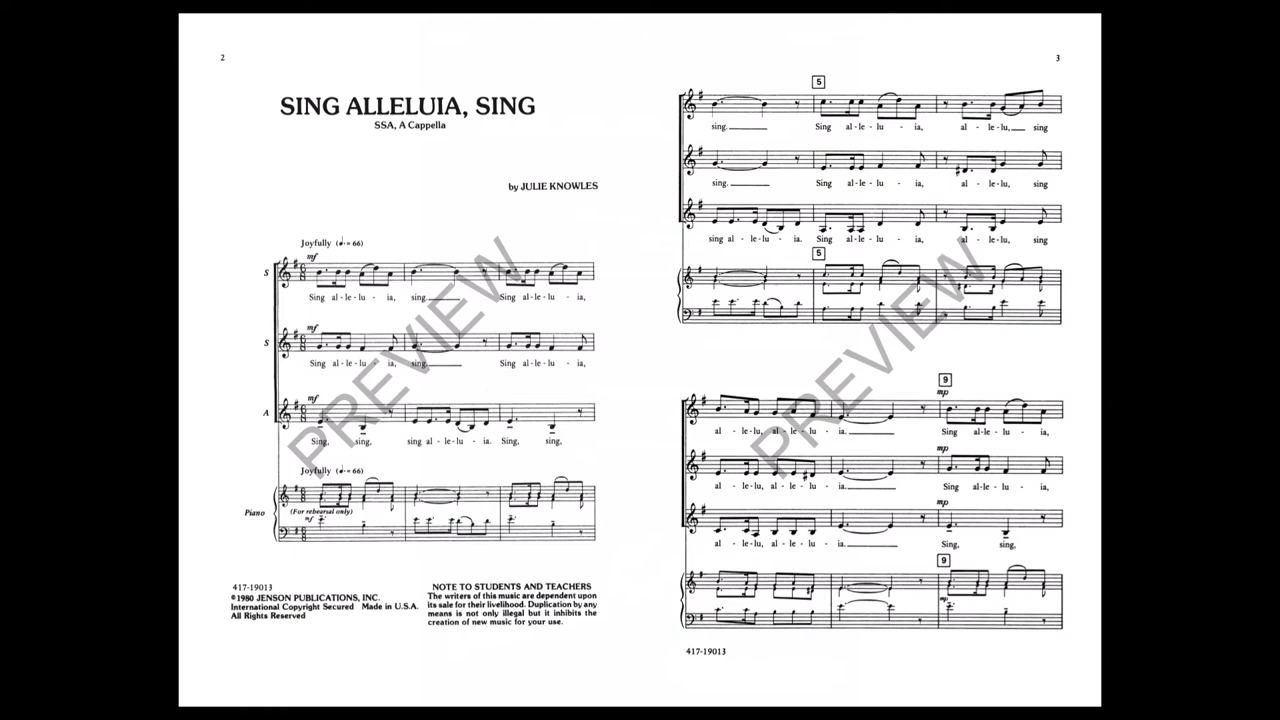 2
SING ALLELUIA, SING
SSA, A Cappella
by JULIE KNOWLES
Joyfully (♩. = 66)
mf
S
Sing al - le - lu - ia, sing. Sing al - le - lu - ia,
mf
S
Sing al - le - lu - ia, sing. Sing al - le - lu - ia,
mf
A
Sing, sing, sing al - le - lu - ia. Sing, sing,
Joyfully (♩. = 66)
Piano
(For rehearsal only)
mf
PREVIEW
417-19013
©1980 JENSON PUBLICATIONS, INC.
International Copyright Secured Made in U.S.A.
All Rights Reserved
NOTE TO STUDENTS AND TEACHERS
The writers of this music are dependent upon
its sale for their livelihood. Duplication by any
means is not only illegal but it inhibits the
creation of new music for your use.
3
5
sing. Sing al - le - lu - ia, al - le - lu, sing
sing. Sing al - le - lu - ia, al - le - lu, sing
sing al - le - lu - ia. Sing al - le - lu - ia, al - le - lu, sing
5
PREVIEW
9
mp
al - le - lu, al - le - lu - ia. Sing al - le - lu - ia,
mp
al - le - lu, al - le - lu - ia. Sing al - le - lu - ia,
mp
al - le - lu, al - le - lu - ia. Sing, sing,
9
mp
417-19013